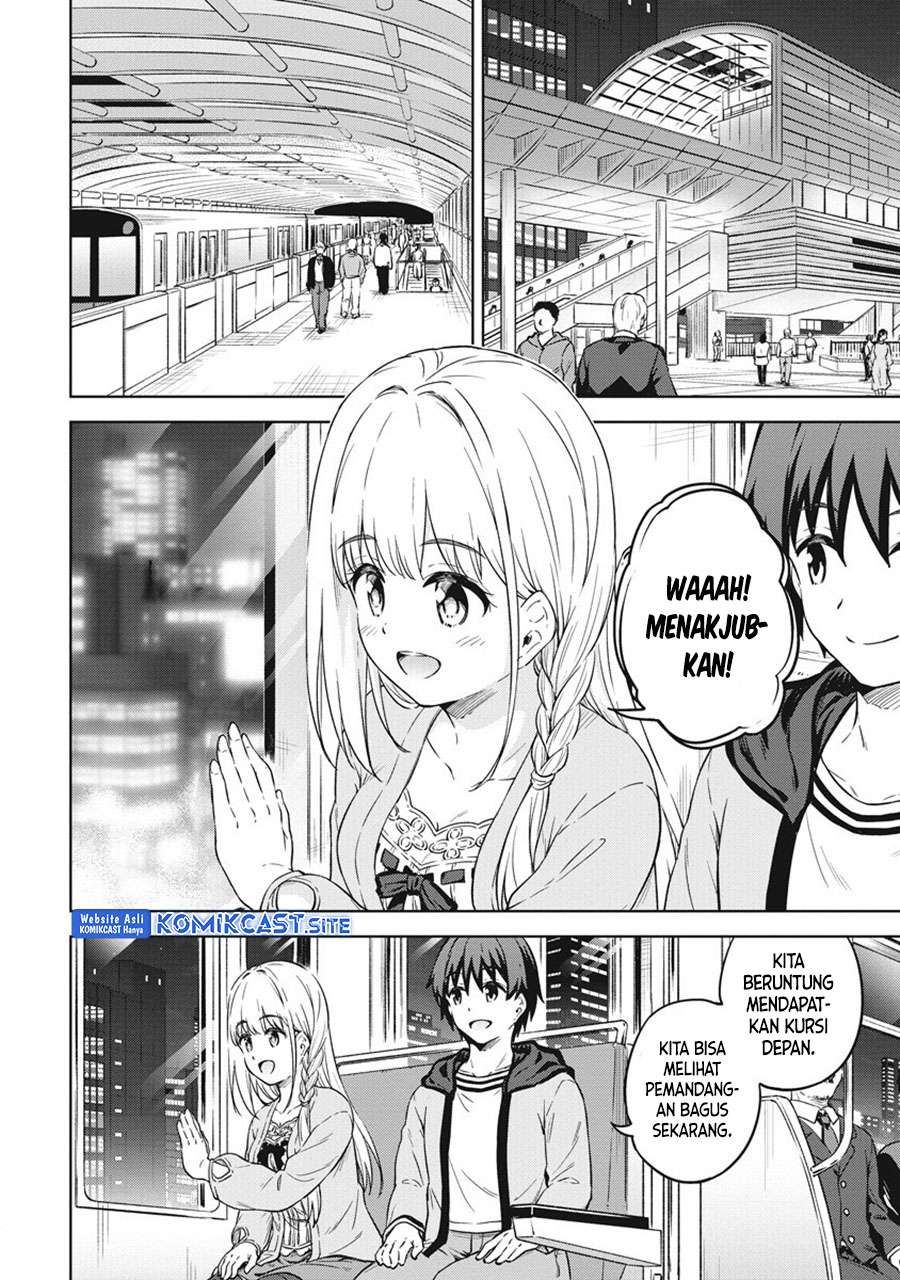 WAAAH!
MENAKJUB-
KAN!
Website Asli
KOMIKCAST Hanya
KOMIKCAST.SITE
KITA
BERUNTUNG
MENDAPAT-
KAN KURSI
DEPAN.
KITA BISA
MELIHAT
PEMANDANG-
AN BAGUS
SEKARANG.